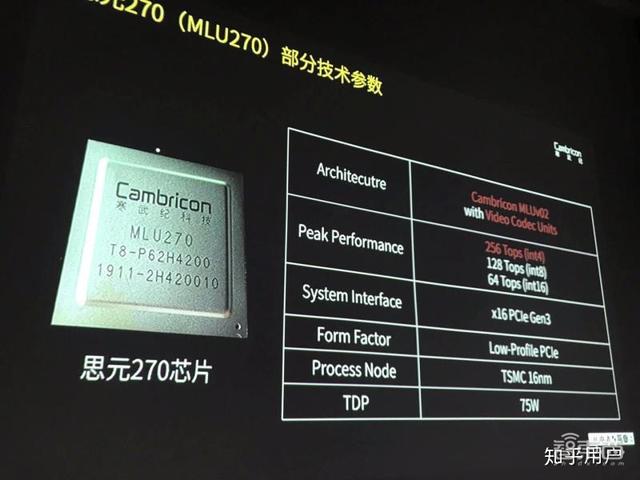 思元270（MLU270）部分技术参数
Cambricon
寒武纪
Cambricon
寒武纪科技
MLU270
T8-P62H4200
1911-2H420010
思元270芯片
Architecutre
Cambricon MLUv02
with Video Codec Units
Peak Performance
256 Tops (int4)
128 Tops (int8)
64 Tops (int16)
System Interface
x16 PCIe Gen3
Form Factor
Low-Profile PCIe
Process Node
TSMC 16nm
TDP
75W
知乎用户